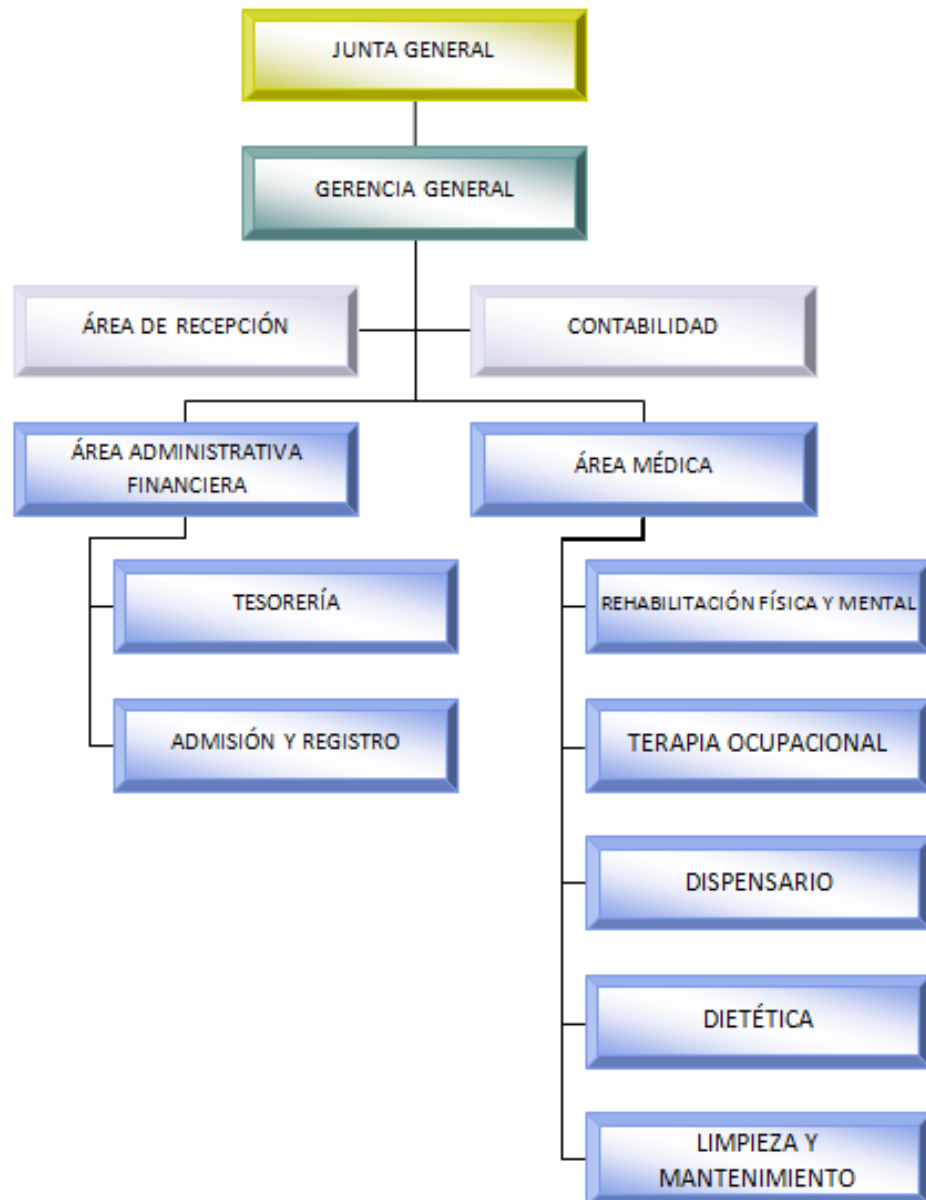 JUNTA GENERAL
GERENCIA GENERAL
ÁREA DE RECEPCIÓN
CONTABILIDAD
ÁREA ADMINISTRATIVA
FINANCIERA
ÁREA MÉDICA
TESORERÍA
REHABILITACIÓN FÍSICA Y MENTAL
ADMISIÓN Y REGISTRO
TERAPIA OCUPACIONAL
DISPENSARIO
DIETÉTICA
LIMPIEZA Y
MANTENIMIENTO